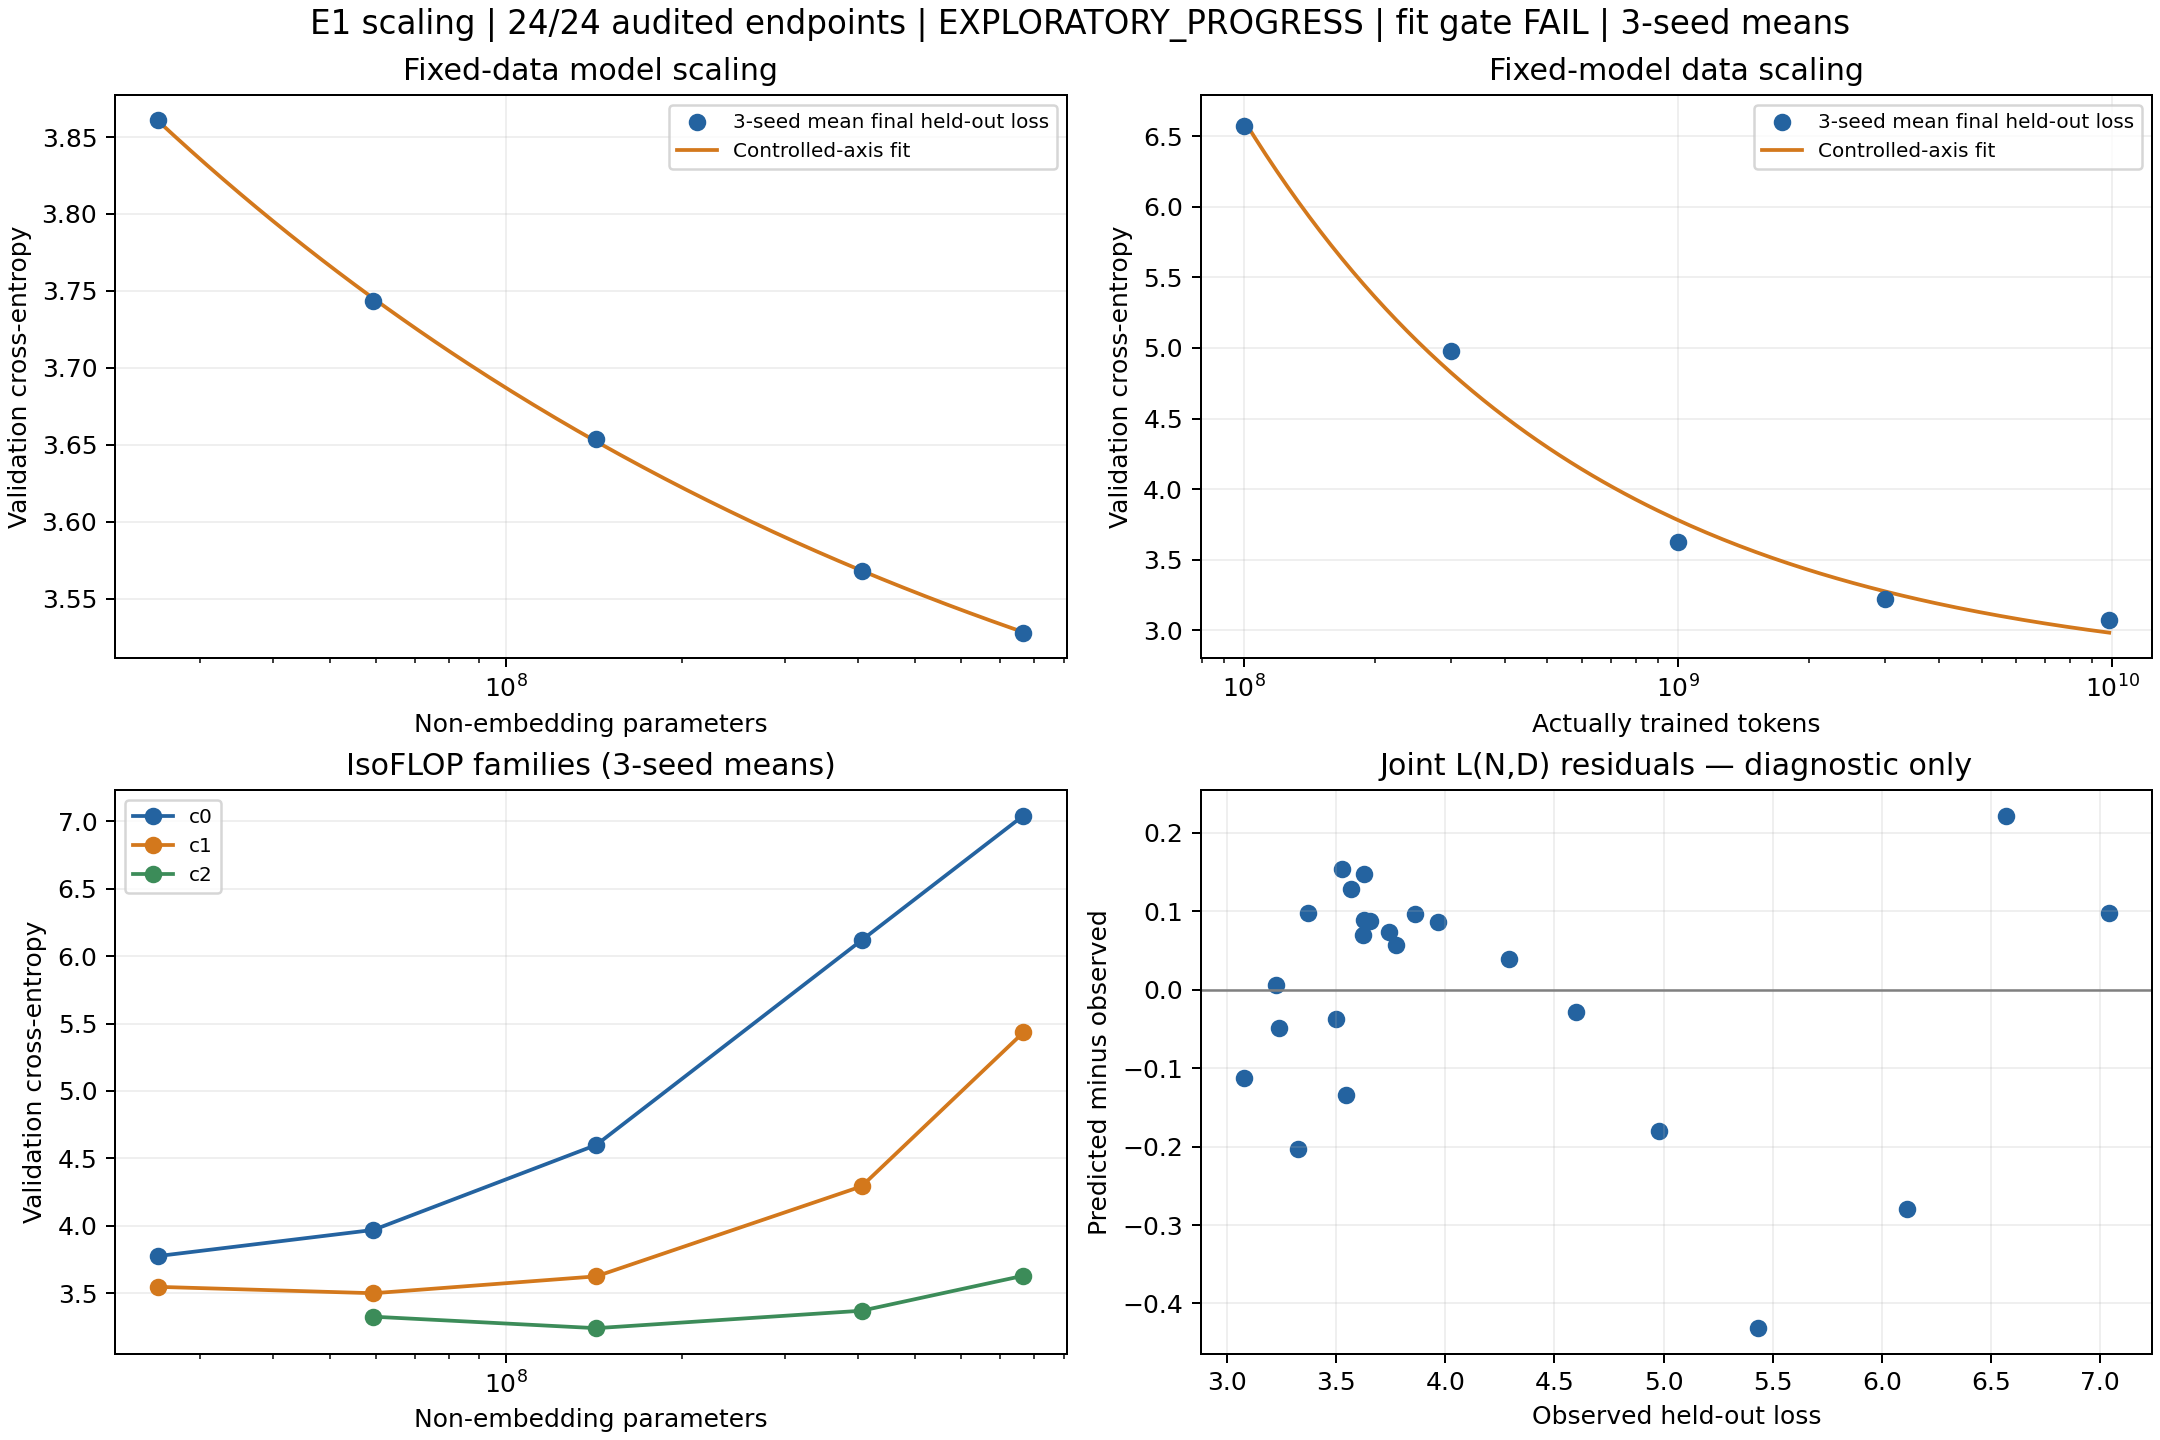 E1 scaling | 24/24 audited endpoints | EXPLORATORY_PROGRESS | fit gate FAIL | 3-seed means
Fixed-data model scaling
Validation cross-entropy
3.85
3.80
3.75
3.70
3.65
3.60
3.55
3-seed mean final held-out loss
Controlled-axis fit
10⁸
Non-embedding parameters
Fixed-model data scaling
Validation cross-entropy
6.5
6.0
5.5
5.0
4.5
4.0
3.5
3.0
3-seed mean final held-out loss
Controlled-axis fit
10⁸ 10⁹ 10¹⁰
Actually trained tokens
IsoFLOP families (3-seed means)
Validation cross-entropy
7.0
6.5
6.0
5.5
5.0
4.5
4.0
3.5
c0
c1
c2
10⁸
Non-embedding parameters
Joint L(N,D) residuals — diagnostic only
Predicted minus observed
0.2
0.1
0.0
−0.1
−0.2
−0.3
−0.4
3.0 3.5 4.0 4.5 5.0 5.5 6.0 6.5 7.0
Observed held-out loss